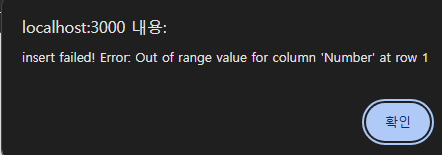 localhost:3000 내용:
insert failed! Error: Out of range value for column 'Number' at row 1
확인